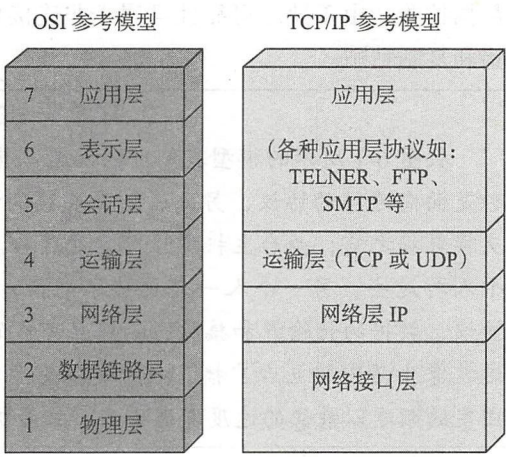 OSI 参考模型
7 应用层
6 表示层
5 会话层
4 运输层
3 网络层
2 数据链路层
1 物理层
TCP/IP 参考模型
应用层
(各种应用层协议如:
TELNER、FTP、
SMTP 等
运输层(TCP 或 UDP)
网络层 IP
网络接口层